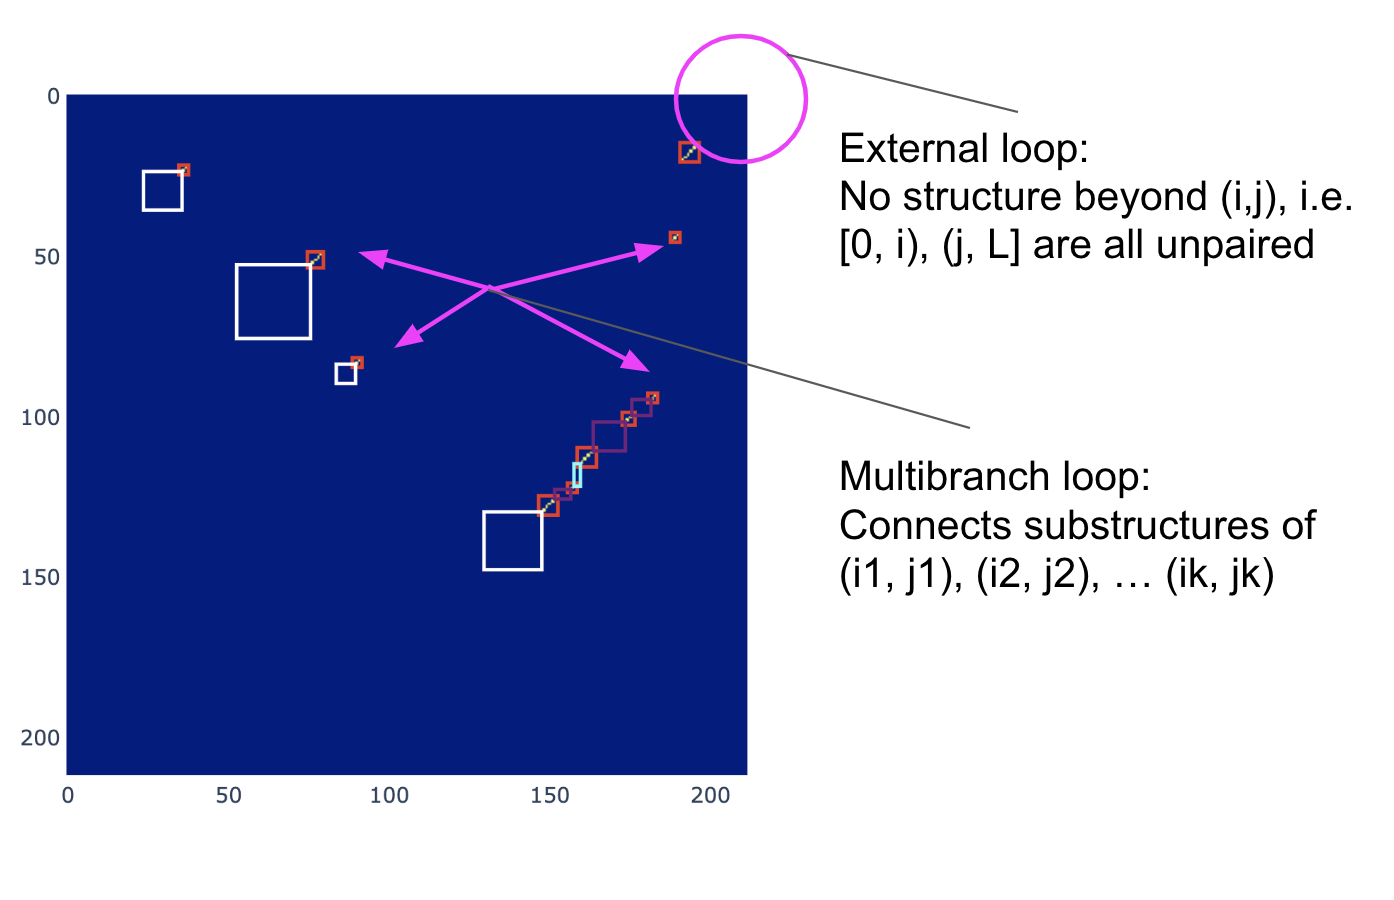 0
50
100
150
200
0
50
100
150
200
External loop:
No structure beyond (i,j), i.e.
[0, i), (j, L] are all unpaired
Multibranch loop:
Connects substructures of
(i1, j1), (i2, j2), … (ik, jk)